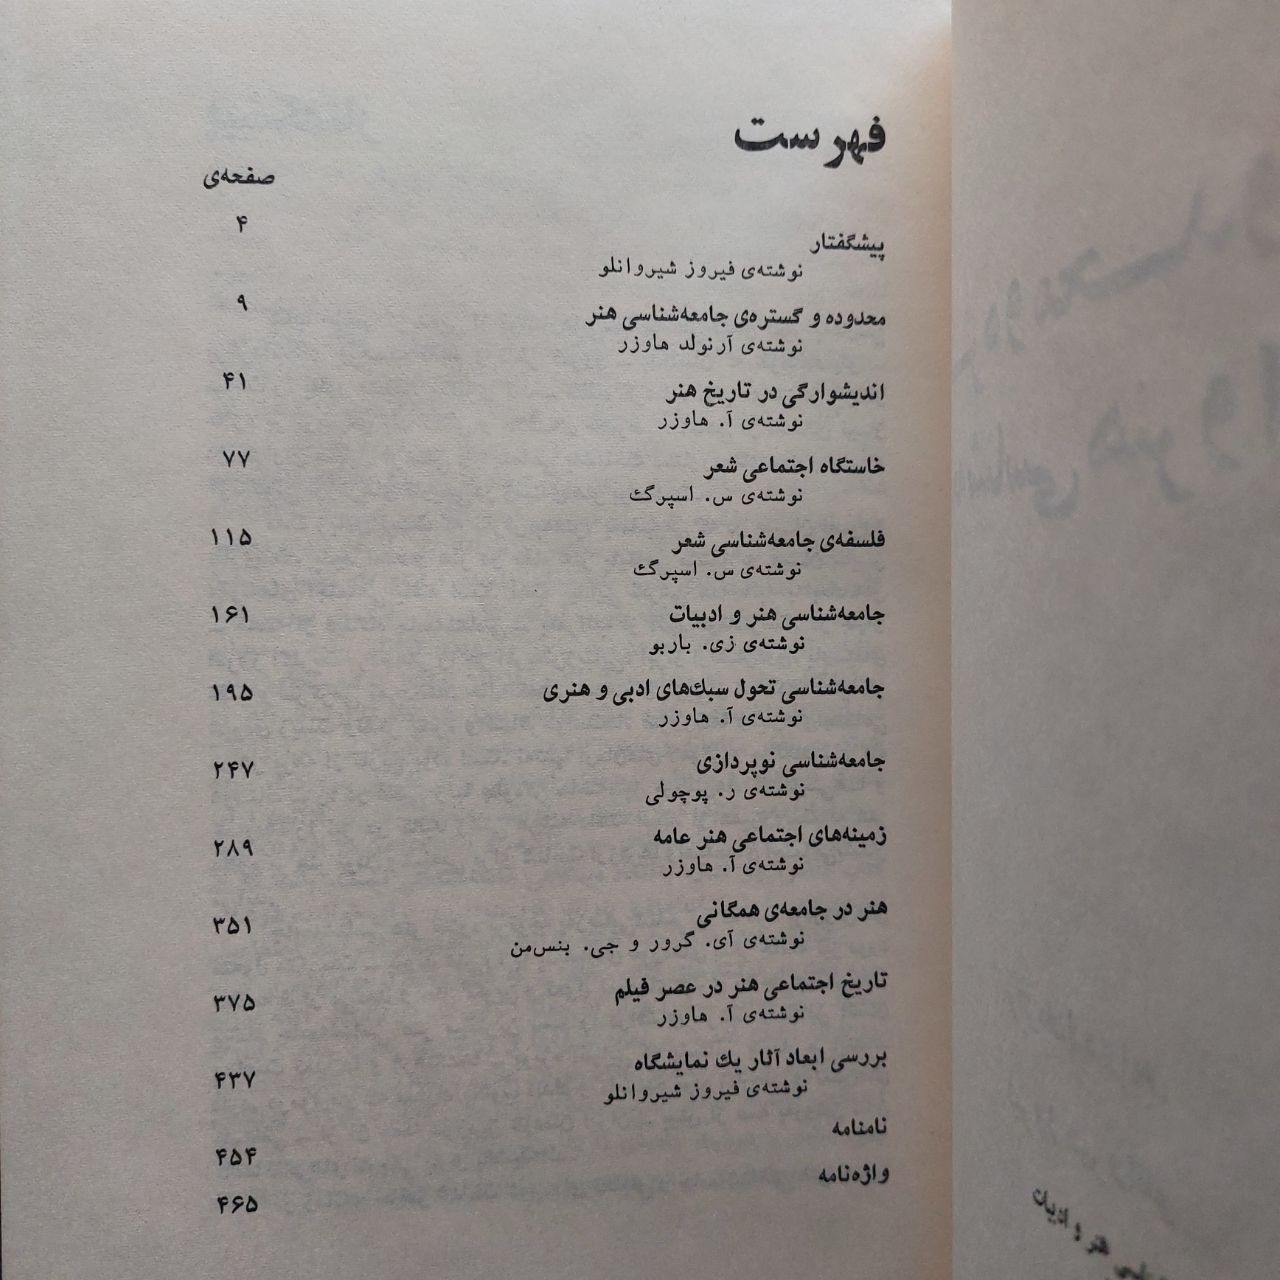 فهرست
صفحه‌ی
پیشگفتار ۴
نوشته‌ی فیروز شیروانلو
محدوده و گستره‌ی جامعه‌شناسی هنر ۹
نوشته‌ی آرنولد هاوزر
اندیشوارگی در تاریخ هنر ۴۱
نوشته‌ی آ. هاوزر
خاستگاه اجتماعی شعر ۷۷
نوشته‌ی س. اسپرگ
فلسفه‌ی جامعه‌شناسی شعر ۱۱۵
نوشته‌ی س. اسپرگ
جامعه‌شناسی هنر و ادبیات ۱۶۱
نوشته‌ی زی. باربو
جامعه‌شناسی تحول سبك‌های ادبی و هنری ۱۹۵
نوشته‌ی آ. هاوزر
جامعه‌شناسی نوپردازی ۲۴۷
نوشته‌ی ر. پوچولی
زمینه‌های اجتماعی هنر عامه ۲۸۹
نوشته‌ی آ. هاوزر
هنر در جامعه‌ی همگانی ۳۵۱
نوشته‌ی آی. گرور و جی. بنس‌من
تاریخ اجتماعی هنر در عصر فیلم ۳۷۵
نوشته‌ی آ. هاوزر
بررسی ابعاد آثار یك نمایشگاه ۴۳۷
نوشته‌ی فیروز شیروانلو
نامنامه ۴۵۴
واژه‌نامه ۴۶۵